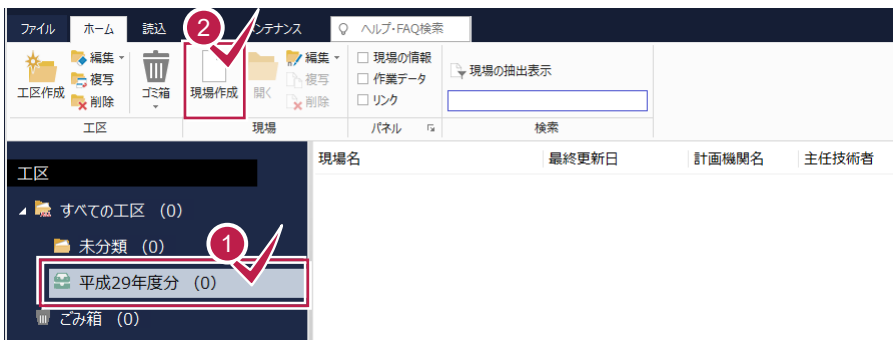 ファイル ホーム 読込 ンテナンス ヘルプ・FAQ検索
2
工区作成 編集 複写 削除 ゴミ箱 現場作成 開く 編集 複写 削除 現場の情報 作業データ リンク 現場の抽出表示
工区 現場 パネル 検索
現場名 最終更新日 計画機関名 主任技術者
工区
すべての工区 (0)
未分類 (0)
1
平成29年度分 (0)
ごみ箱 (0)